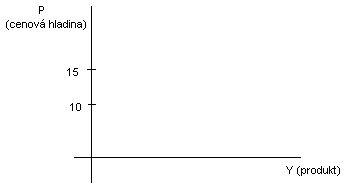 P
(cenová hladina)
15
10
Y (produkt)